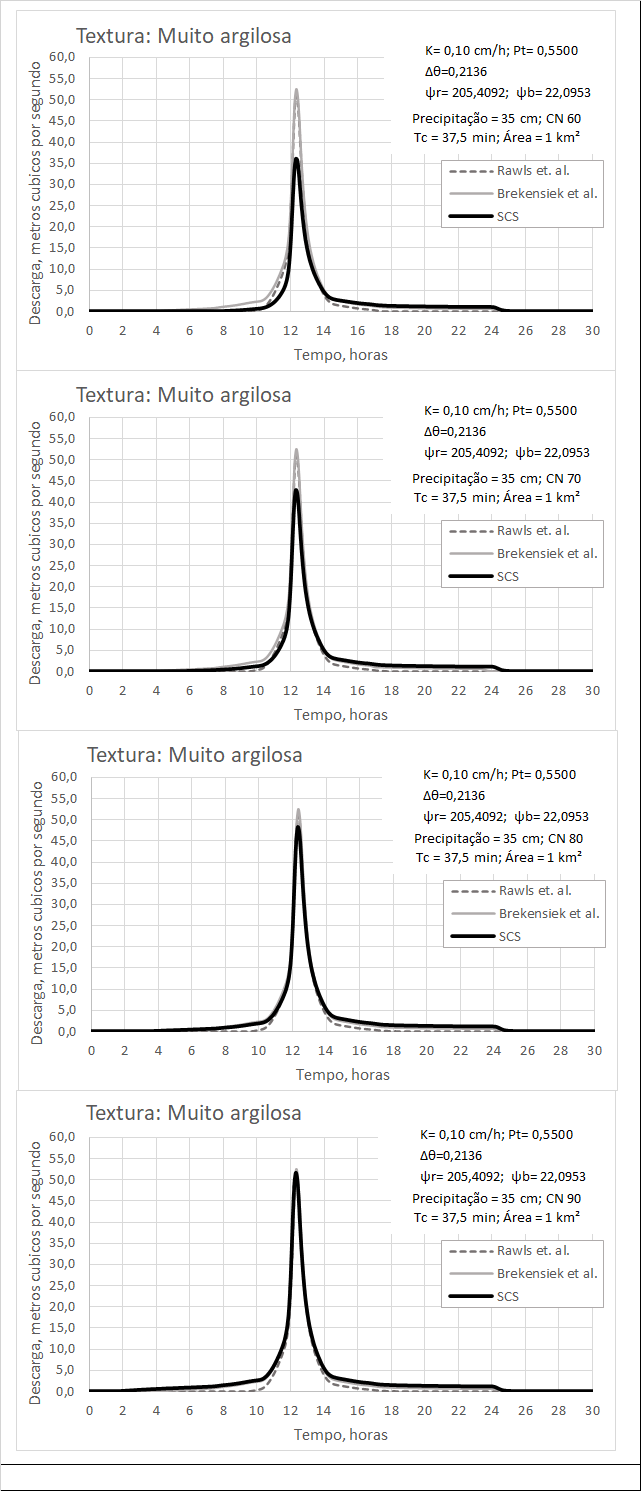 Textura: Muito argilosa
K= 0,10 cm/h; Pt= 0,5500
Δθ=0,2136
ψr= 205,4092; ψb= 22,0953
Precipitação = 35 cm; CN 60
Tc = 37,5 min; Área = 1 km²
Rawls et. al.
Brekensiek et al.
SCS
Descarga, metros cubicos por segundo
60,0
55,0
50,0
45,0
40,0
35,0
30,0
25,0
20,0
15,0
10,0
5,0
0,0
0 2 4 6 8 10 12 14 16 18 20 22 24 26 28 30
Tempo, horas
Textura: Muito argilosa
K= 0,10 cm/h; Pt= 0,5500
Δθ=0,2136
ψr= 205,4092; ψb= 22,0953
Precipitação = 35 cm; CN 70
Tc = 37,5 min; Área = 1 km²
Rawls et. al.
Brekensiek et al.
SCS
Descarga, metros cubicos por segundo
60,0
55,0
50,0
45,0
40,0
35,0
30,0
25,0
20,0
15,0
10,0
5,0
0,0
0 2 4 6 8 10 12 14 16 18 20 22 24 26 28 30
Tempo, horas
Textura: Muito argilosa
K= 0,10 cm/h; Pt= 0,5500
Δθ=0,2136
ψr= 205,4092; ψb= 22,0953
Precipitação = 35 cm; CN 80
Tc = 37,5 min; Área = 1 km²
Rawls et. al.
Brekensiek et al.
SCS
Descarga, metros cubicos por segundo
60,0
55,0
50,0
45,0
40,0
35,0
30,0
25,0
20,0
15,0
10,0
5,0
0,0
0 2 4 6 8 10 12 14 16 18 20 22 24 26 28 30
Tempo, horas
Textura: Muito argilosa
K= 0,10 cm/h; Pt= 0,5500
Δθ=0,2136
ψr= 205,4092; ψb= 22,0953
Precipitação = 35 cm; CN 90
Tc = 37,5 min; Área = 1 km²
Rawls et. al.
Brekensiek et al.
SCS
Descarga, metros cubicos por segundo
60,0
55,0
50,0
45,0
40,0
35,0
30,0
25,0
20,0
15,0
10,0
5,0
0,0
0 2 4 6 8 10 12 14 16 18 20 22 24 26 28 30
Tempo, horas